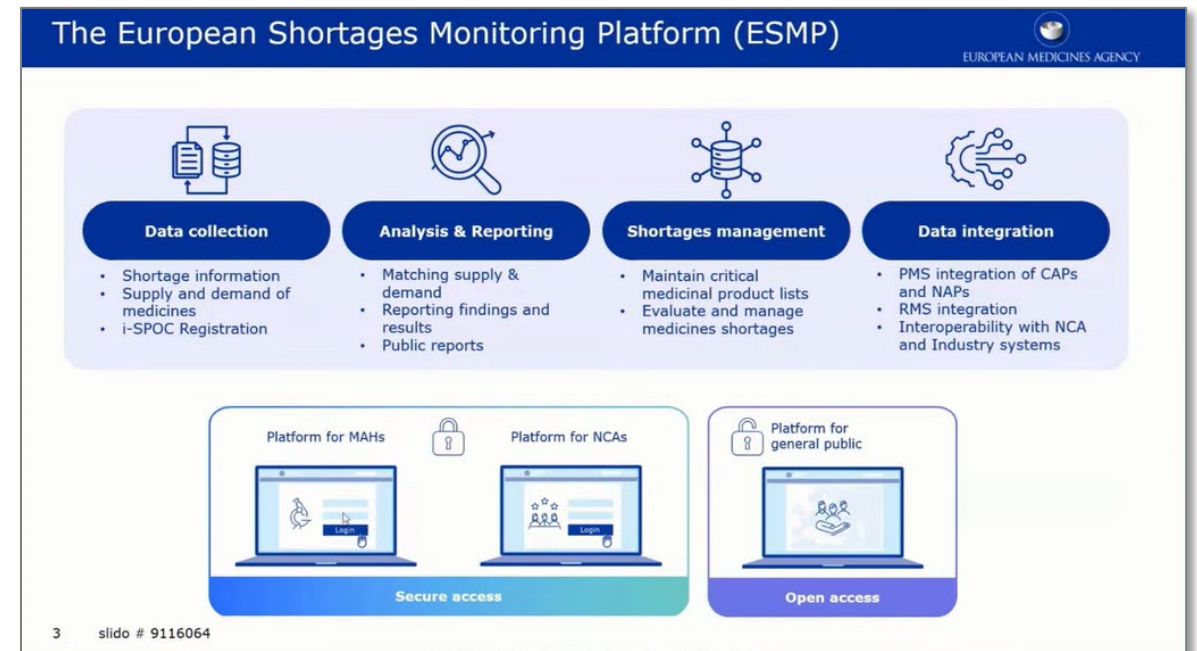 The European Shortages Monitoring Platform (ESMP)
EUROPEAN MEDICINES AGENCY
Data collection
• Shortage information
• Supply and demand of
medicines
• i-SPOC Registration
Analysis & Reporting
• Matching supply &
demand
• Reporting findings and
results
• Public reports
Shortages management
• Maintain critical
medicinal product lists
• Evaluate and manage
medicines shortages
Data integration
• PMS integration of CAPs
and NAPs
• RMS integration
• Interoperability with NCA
and Industry systems
Platform for MAHs
Platform for NCAs
Login
Login
Secure access
Platform for
general public
Open access
3 slido # 9116064